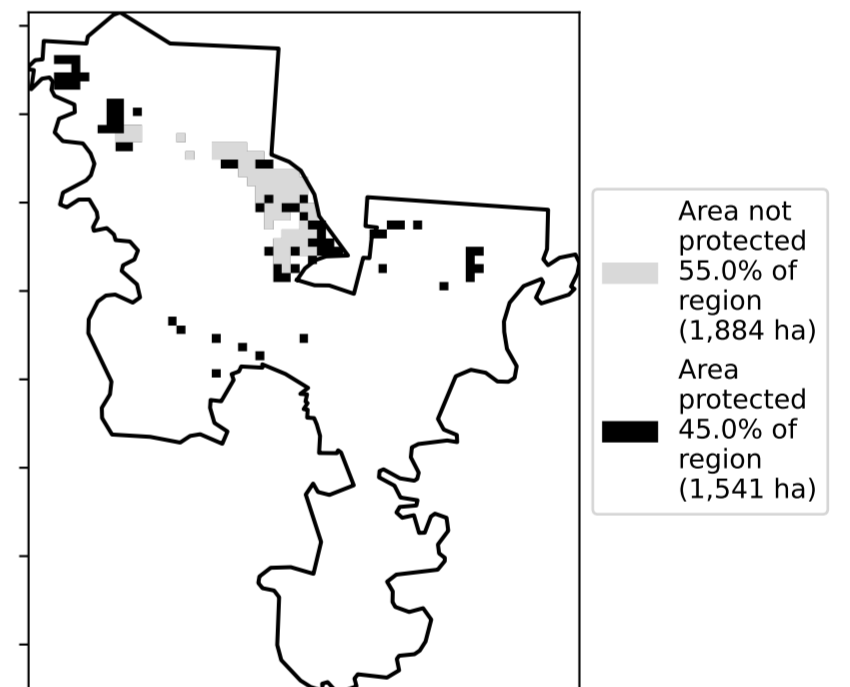 Area not
protected
55.0% of
region
(1,884 ha)
Area
protected
45.0% of
region
(1,541 ha)